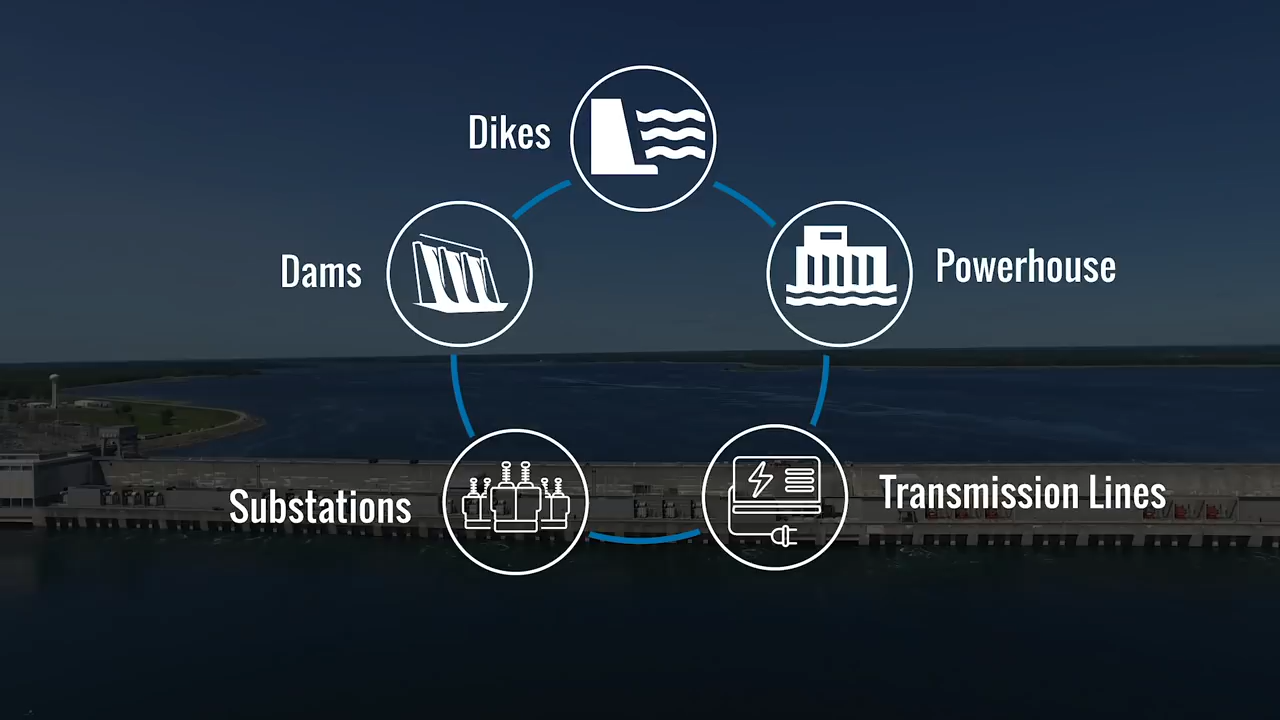 Dikes
Dams
Powerhouse
Substations
Transmission Lines